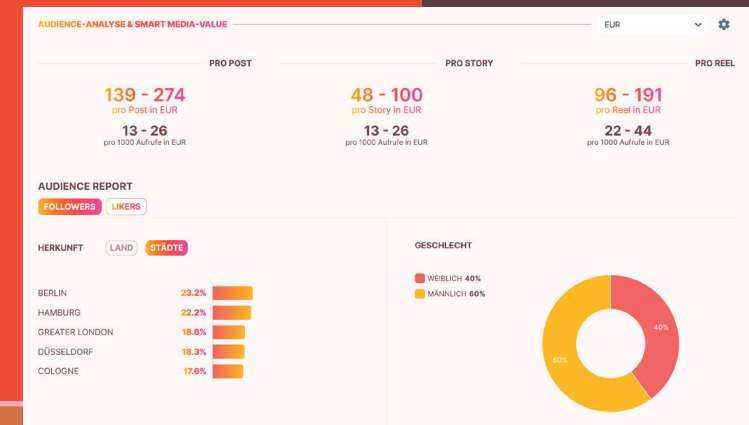 AUDIENCE-ANALYSE & SMART MEDIA-VALUE
EUR
PRO POST
PRO STORY
PRO REEL
139 - 274
pro Post in EUR
13 - 26
pro 1000 Aufrufe in EUR
48 - 100
pro Story in EUR
13 - 26
pro 1000 Aufrufe in EUR
96 - 191
pro Reel in EUR
22 - 44
pro 1000 Aufrufe in EUR
AUDIENCE REPORT
FOLLOWERS
LIKERS
HERKUNFT
LAND
STÄDTE
BERLIN 23.2%
HAMBURG 22.2%
GREATER LONDON 18.6%
DÜSSELDORF 18.3%
COLOGNE 17.6%
GESCHLECHT
WEIBLICH 40%
MÄNNLICH 60%
40%
60%